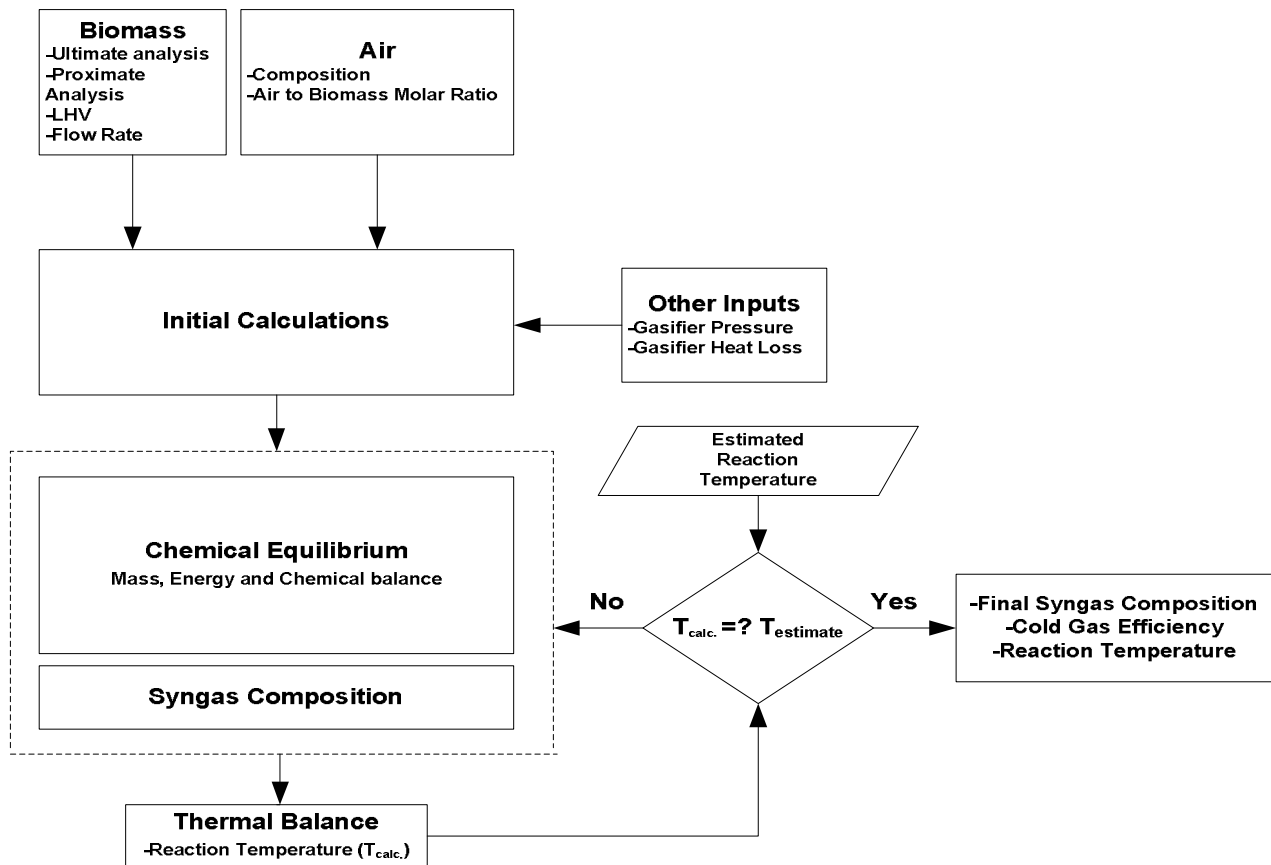 Biomass
-Ultimate analysis
-Proximate
Analysis
-LHV
-Flow Rate
Air
-Composition
-Air to Biomass Molar Ratio
Initial Calculations
Other Inputs
-Gasifier Pressure
-Gasifier Heat Loss
Estimated
Reaction
Temperature
Chemical Equilibrium
Mass, Energy and Chemical balance
Syngas Composition
No
Tcalc. =? Testimate
Yes
-Final Syngas Composition
-Cold Gas Efficiency
-Reaction Temperature
Thermal Balance
-Reaction Temperature (Tcalc.)